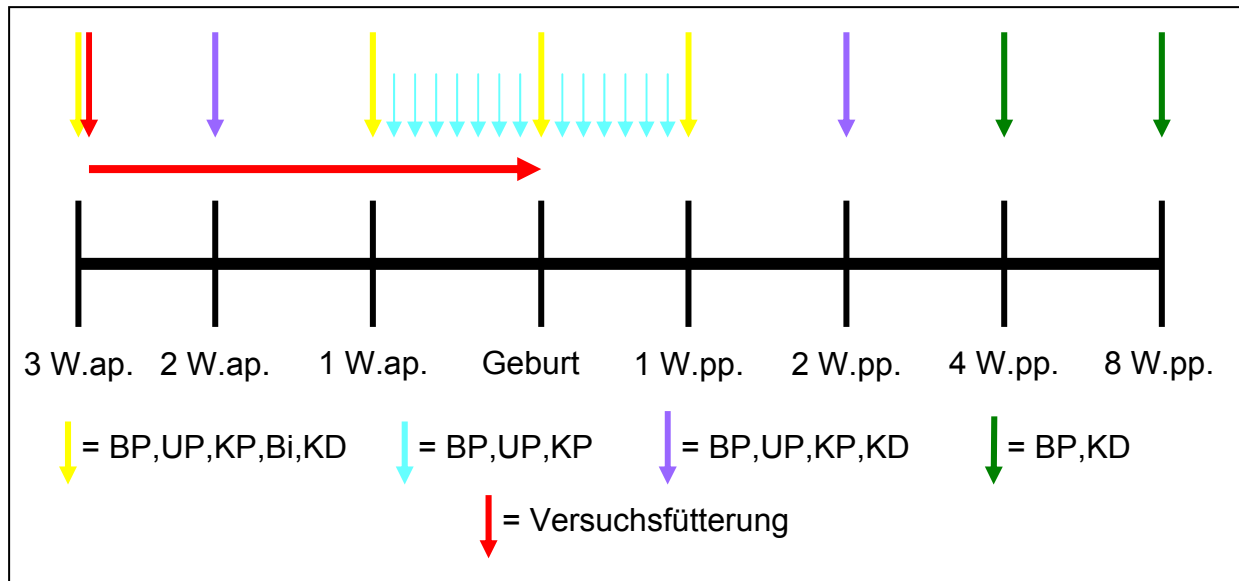 3 W.ap. 2 W.ap. 1 W.ap. Geburt 1 W.pp. 2 W.pp. 4 W.pp. 8 W.pp.
= BP,UP,KP,Bi,KD = BP,UP,KP = BP,UP,KP,KD = BP,KD
= Versuchsfütterung